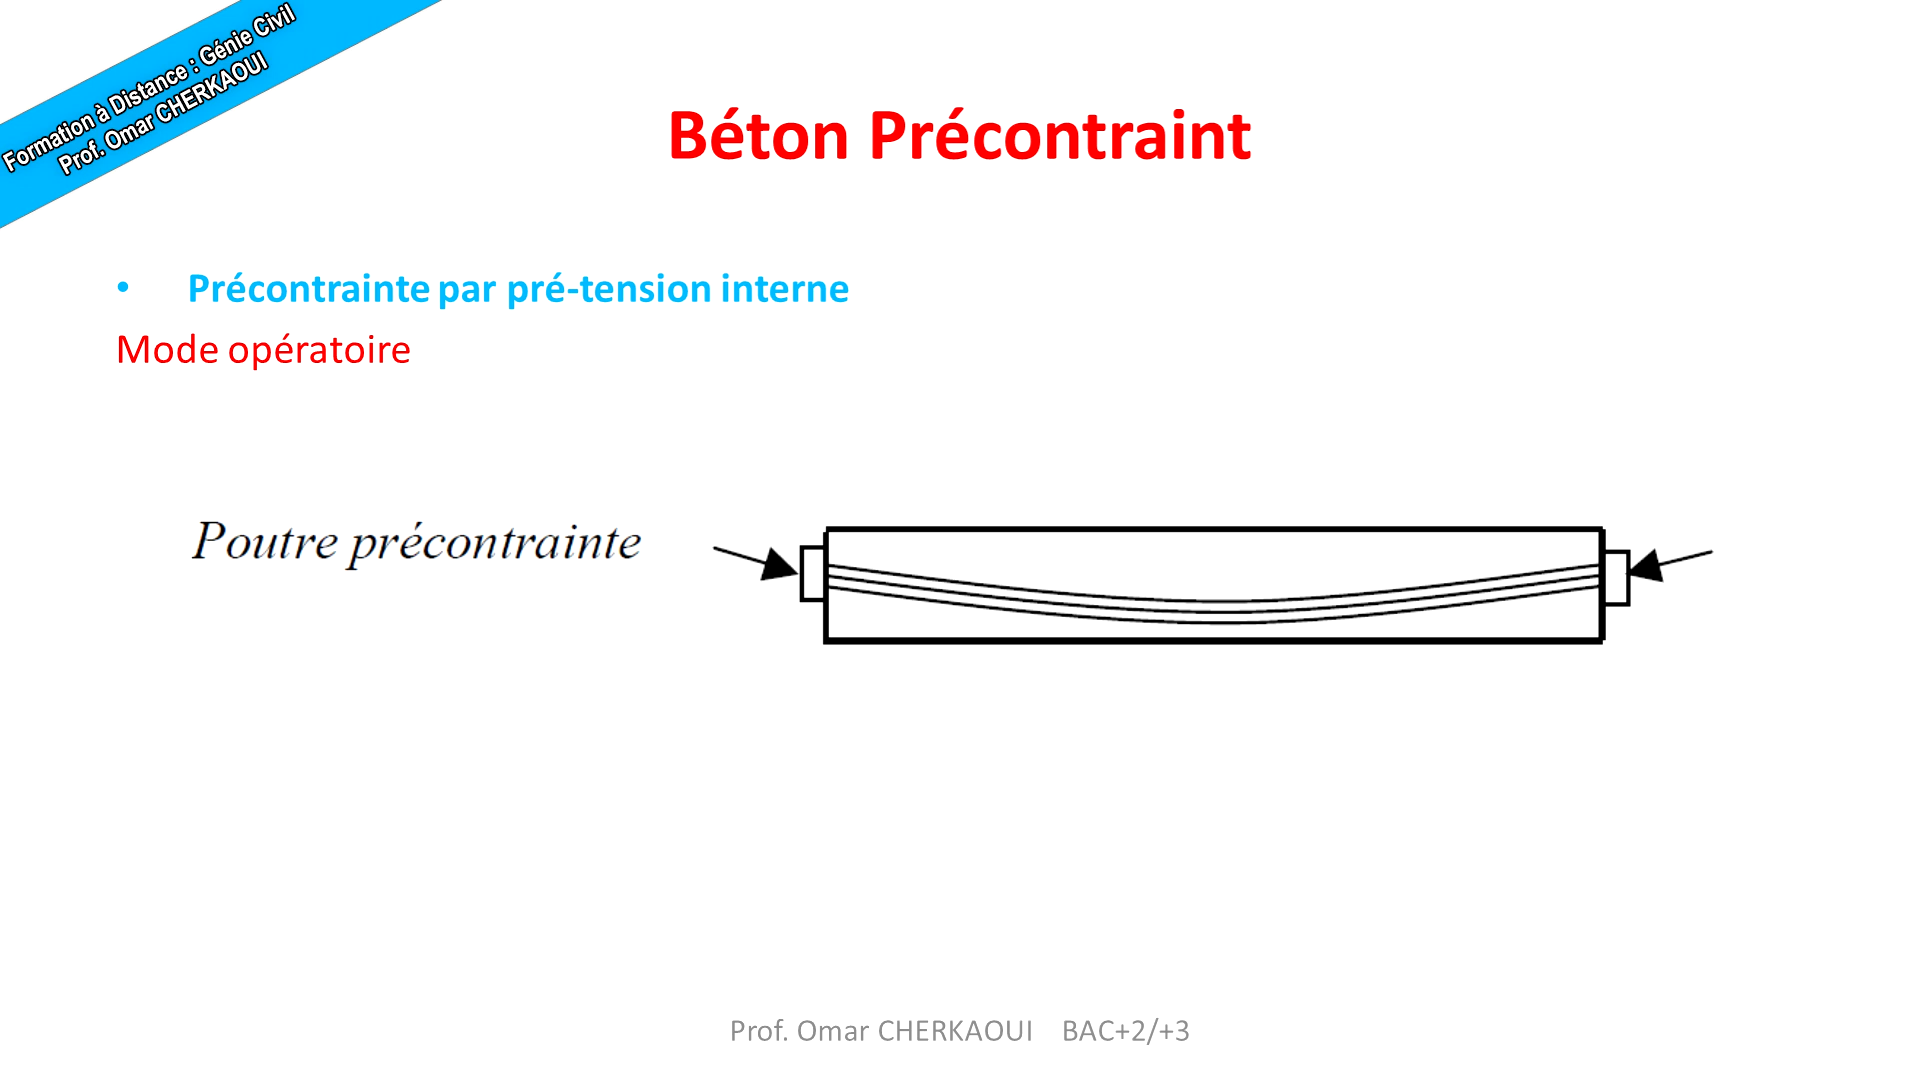 Formation à Distance : Génie Civil
Prof. Omar CHERKAOUI
Béton Précontraint
• Précontrainte par pré-tension interne
Mode opératoire
Poutre précontrainte
Prof. Omar CHERKAOUI BAC+2/+3